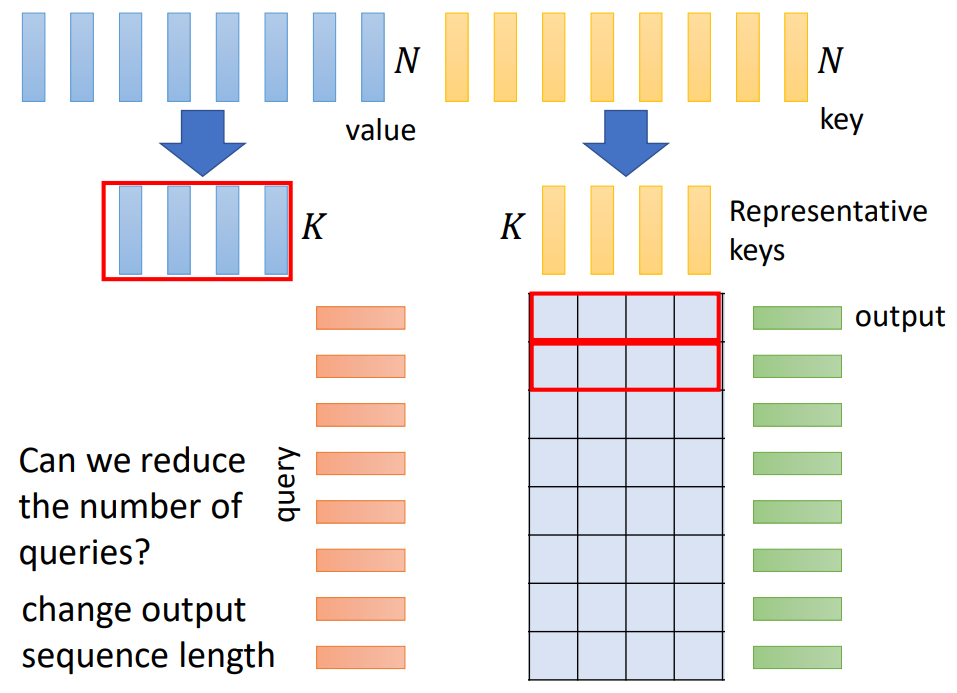 N
N
value
key
K
K
Representative
keys
output
query
Can we reduce
the number of
queries?
change output
sequence length